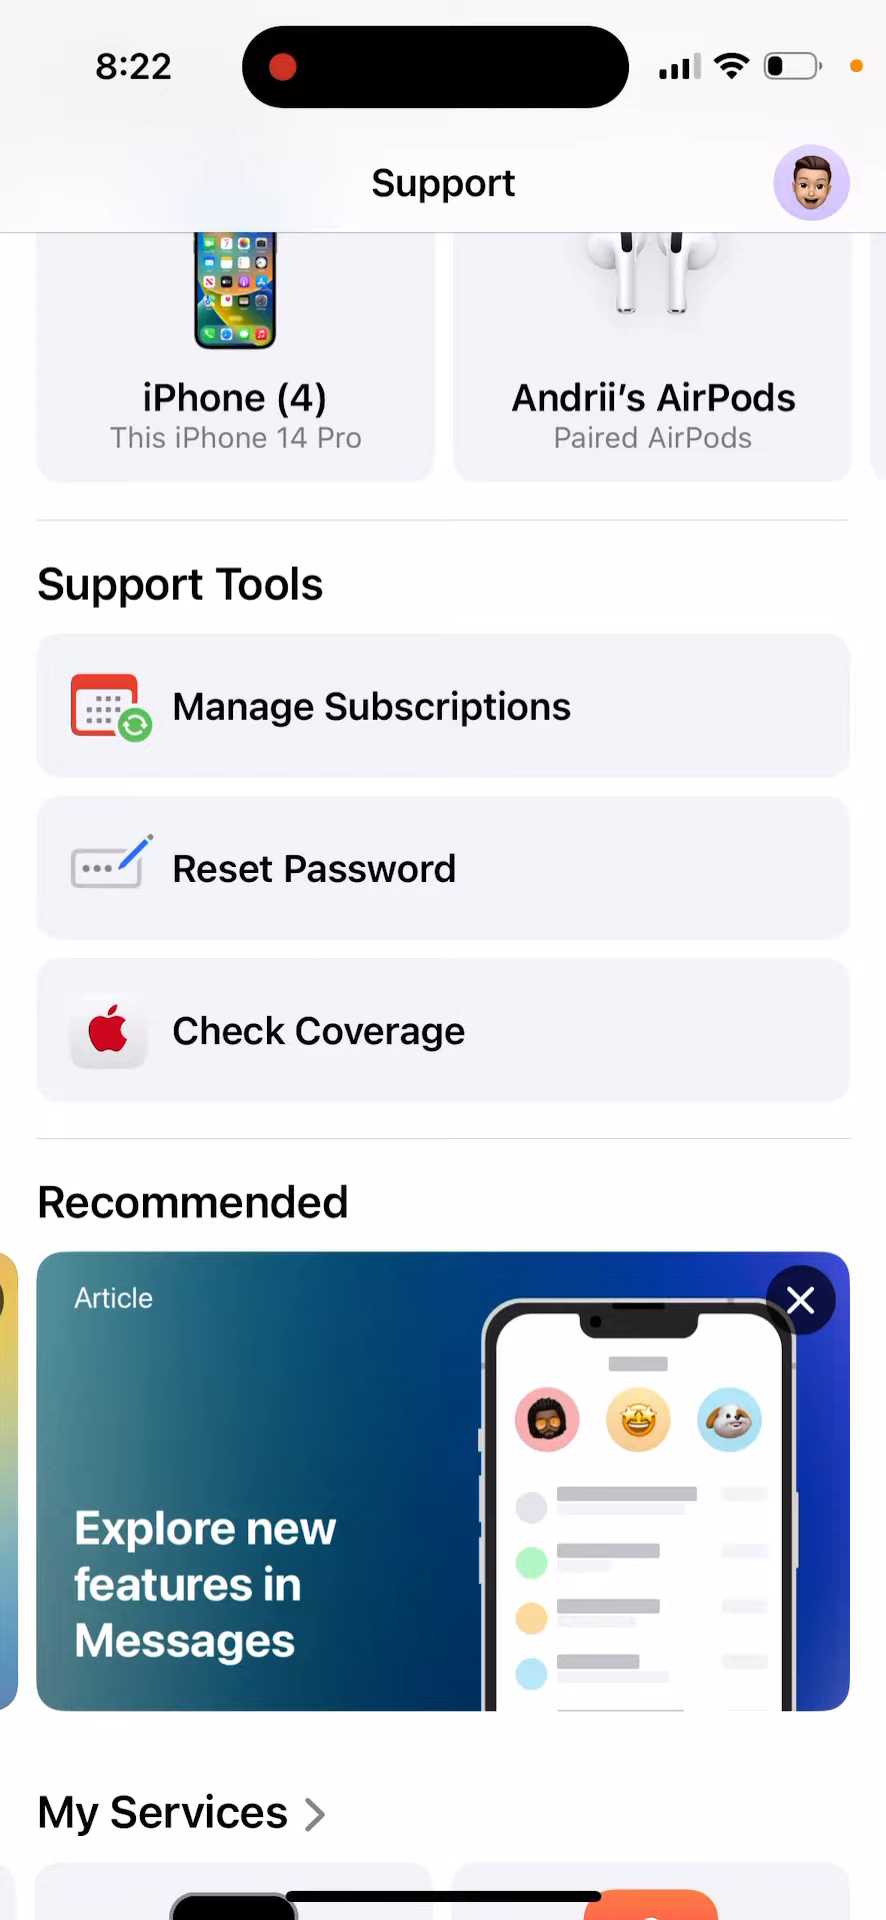 8:22
Support
iPhone (4)
This iPhone 14 Pro
Andrii’s AirPods
Paired AirPods
Support Tools
Manage Subscriptions
Reset Password
Check Coverage
Recommended
Article
Explore new
features in
Messages
My Services